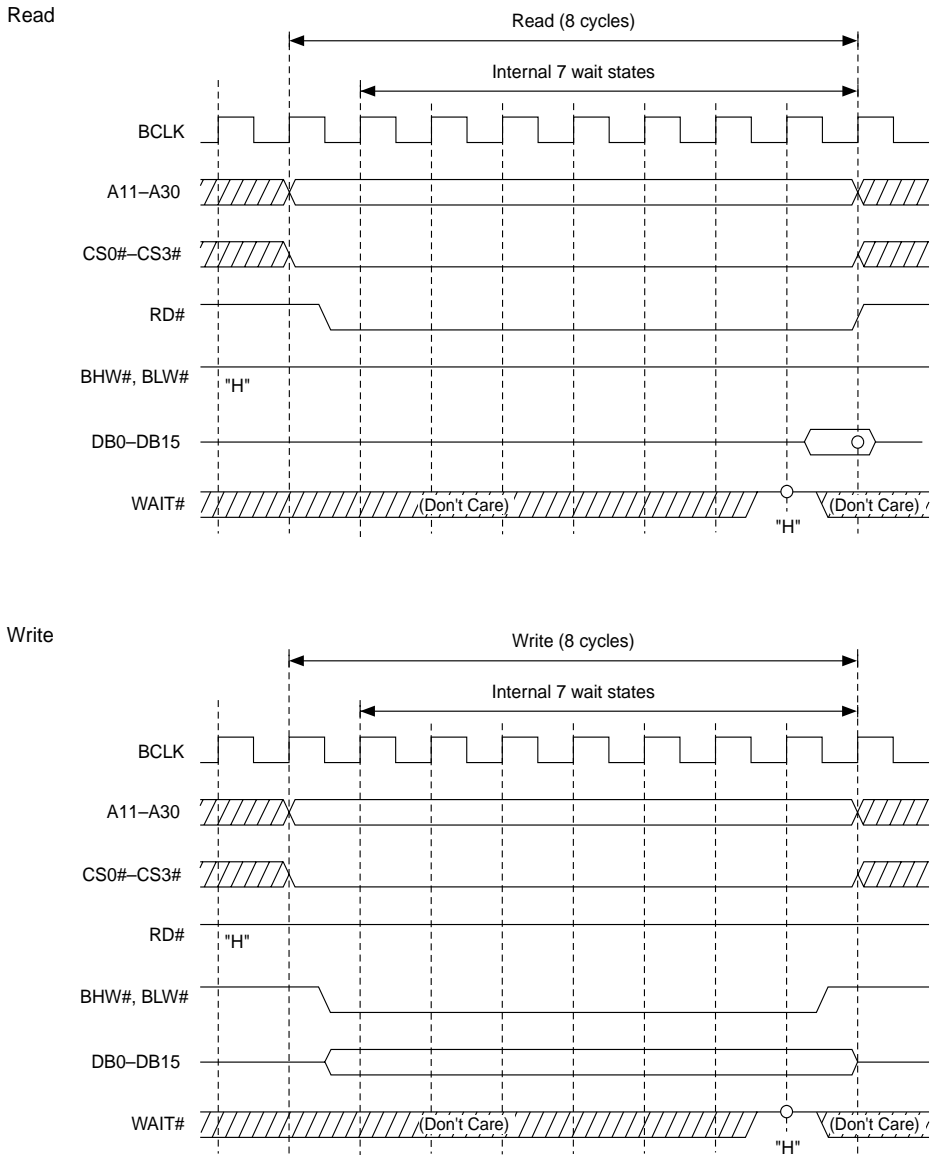 Read
Read (8 cycles)
Internal 7 wait states
BCLK
A11–A30
CS0#–CS3#
RD#
BHW#, BLW#
"H"
DB0–DB15
WAIT#
(Don't Care)
(Don't Care)
"H"
Write
Write (8 cycles)
Internal 7 wait states
BCLK
A11–A30
CS0#–CS3#
RD#
"H"
BHW#, BLW#
DB0–DB15
WAIT#
(Don't Care)
(Don't Care)
"H"